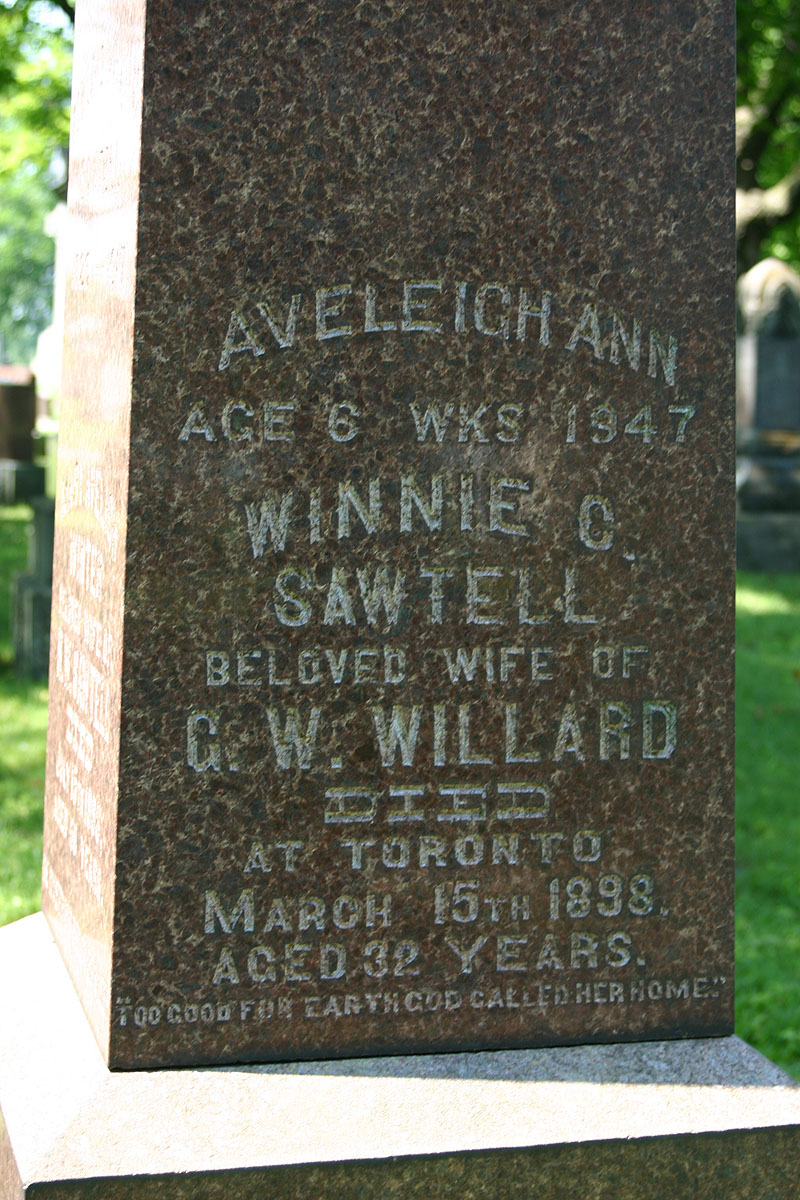 AVELEIGH ANN
AGE 6 WKS 1947
WINNIE C.
SAWTELL
BELOVED WIFE OF
G. W. WILLARD
DIED
AT TORONTO
MARCH 15TH 1898.
AGED 32 YEARS.
"TOO GOOD FOR EARTH GOD CALLED HER HOME."